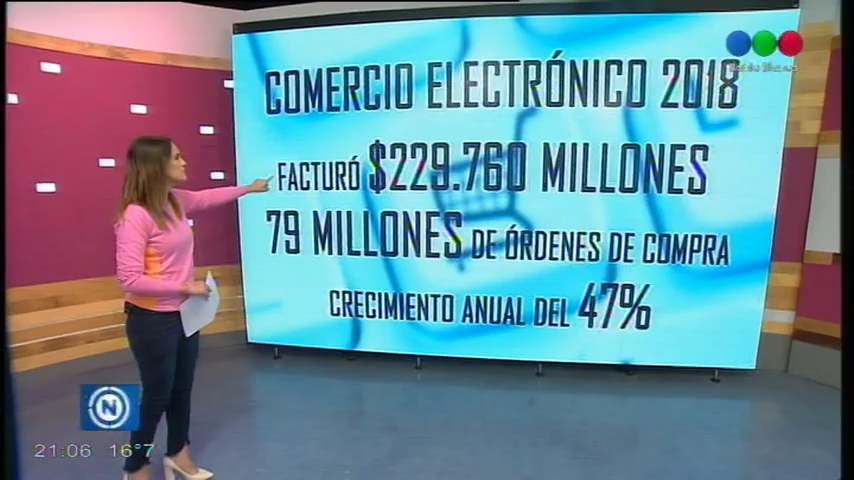 COMERCIO ELECTRÓNICO 2018
FACTURÓ $229.760 MILLONES
79 MILLONES DE ÓRDENES DE COMPRA
CRECIMIENTO ANUAL DEL 47%
N
21:06 16°7